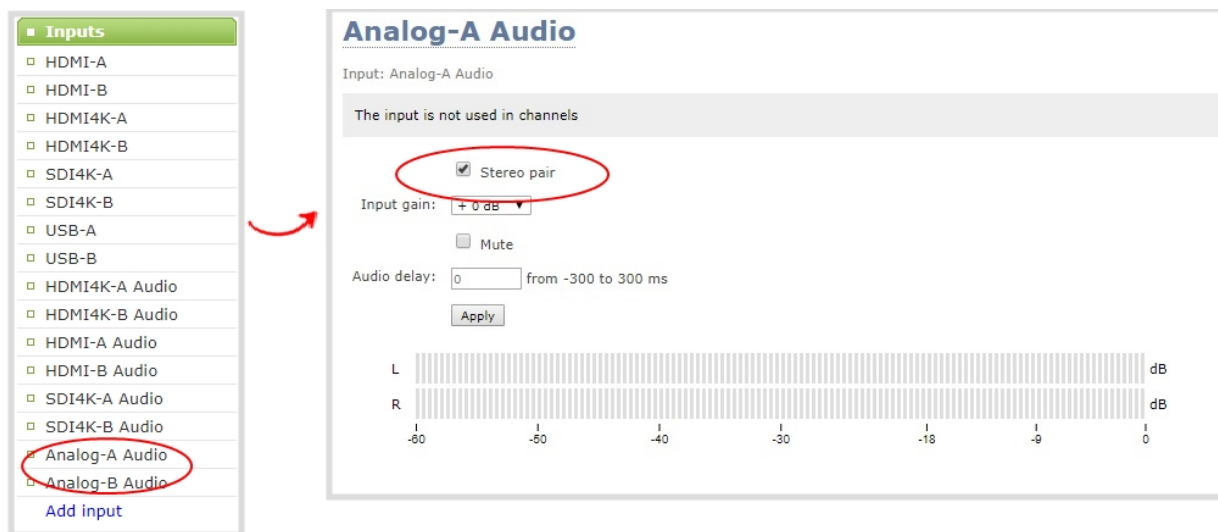 Inputs
HDMI-A
HDMI-B
HDMI4K-A
HDMI4K-B
SDI4K-A
SDI4K-B
USB-A
USB-B
HDMI4K-A Audio
HDMI4K-B Audio
HDMI-A Audio
HDMI-B Audio
SDI4K-A Audio
SDI4K-B Audio
Analog-A Audio
Analog-B Audio
Add input
Analog-A Audio
Input: Analog-A Audio
The input is not used in channels
Stereo pair
Input gain: + 0 dB
Mute
Audio delay: 0 from -300 to 300 ms
Apply
L dB
R dB
-60 -50 -40 -30 -18 -9 0